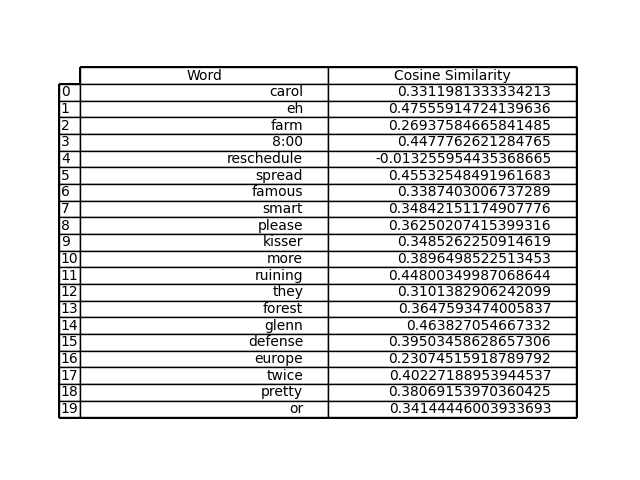 Word Cosine Similarity
0 carol 0.3311981333334213
1 eh 0.47555914724139636
2 farm 0.26937584665841485
3 8:00 0.4477762621284765
4 reschedule -0.013255954435368665
5 spread 0.45532548491961683
6 famous 0.3387403006737289
7 smart 0.34842151174907776
8 please 0.36250207415399316
9 kisser 0.3485262250914619
10 more 0.3896498522513453
11 ruining 0.44800349987068644
12 they 0.3101382906242099
13 forest 0.3647593474005837
14 glenn 0.463827054667332
15 defense 0.39503458628657306
16 europe 0.23074515918789792
17 twice 0.40227188953944537
18 pretty 0.38069153970360425
19 or 0.34144446003933693